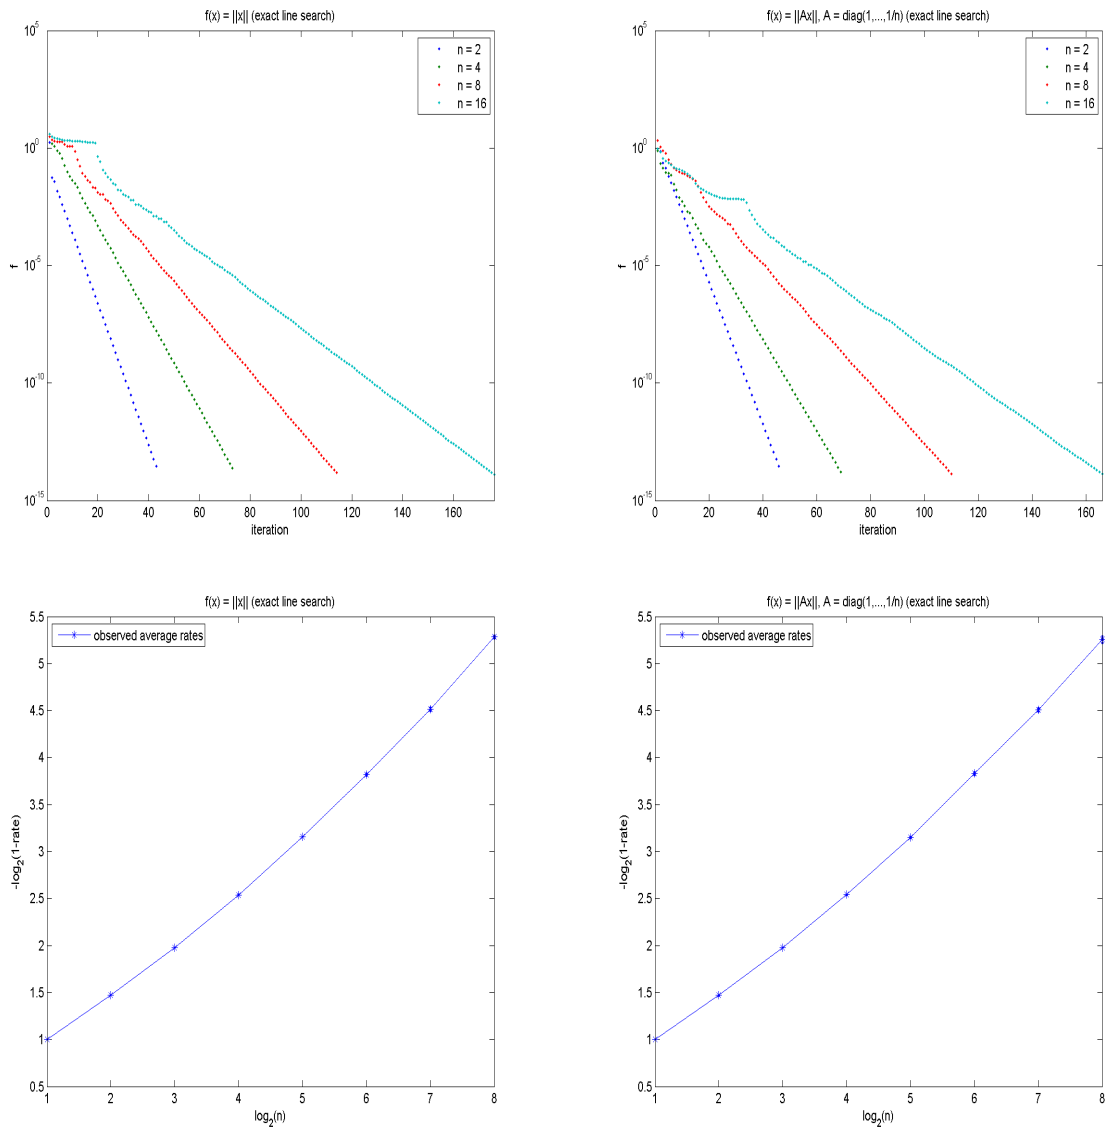 f(x) = ||x|| (exact line search)
10^5
10^0
10^-5
10^-10
10^-15
f
n = 2
n = 4
n = 8
n = 16
0 20 40 60 80 100 120 140 160
iteration
f(x) = ||Ax||, A = diag(1,...,1/n) (exact line search)
10^5
10^0
10^-5
10^-10
10^-15
f
n = 2
n = 4
n = 8
n = 16
0 20 40 60 80 100 120 140 160
iteration
f(x) = ||x|| (exact line search)
5.5
5
4.5
4
3.5
3
2.5
2
1.5
1
0.5
-log_2(1-rate)
observed average rates
1 2 3 4 5 6 7 8
log_2(n)
f(x) = ||Ax||, A = diag(1,...,1/n) (exact line search)
5.5
5
4.5
4
3.5
3
2.5
2
1.5
1
0.5
-log_2(1-rate)
observed average rates
1 2 3 4 5 6 7 8
log_2(n)